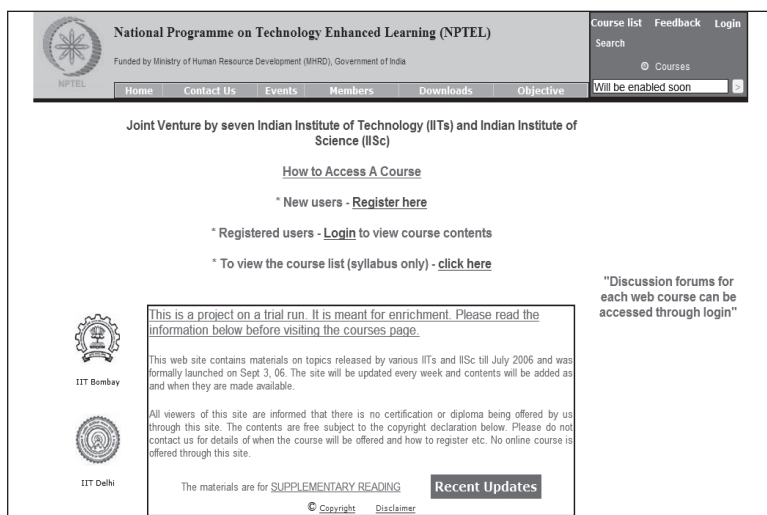 National Programme on Technology Enhanced Learning (NPTEL)
Funded by Ministry of Human Resource Development (MHRD), Government of India
NPTEL
Home Contact Us Events Members Downloads Objective
Course list Feedback Login
Search
Courses
Will be enabled soon >
Joint Venture by seven Indian Institute of Technology (IITs) and Indian Institute of
Science (IISc)
How to Access A Course
* New users - Register here
* Registered users - Login to view course contents
* To view the course list (syllabus only) - click here
"Discussion forums for
each web course can be
accessed through login"
IIT Bombay
IIT Delhi
This is a project on a trial run. It is meant for enrichment. Please read the
information below before visiting the courses page.
This web site contains materials on topics released by various IITs and IISc till July 2006 and was
formally launched on Sept 3, 06. The site will be updated every week and contents will be added as
and when they are made available.
All viewers of this site are informed that there is no certification or diploma being offered by us
through this site. The contents are free subject to the copyright declaration below. Please do not
contact us for details of when the course will be offered and how to register etc. No online course is
offered through this site.
The materials are for SUPPLEMENTARY READING Recent Updates
© Copyright Disclaimer